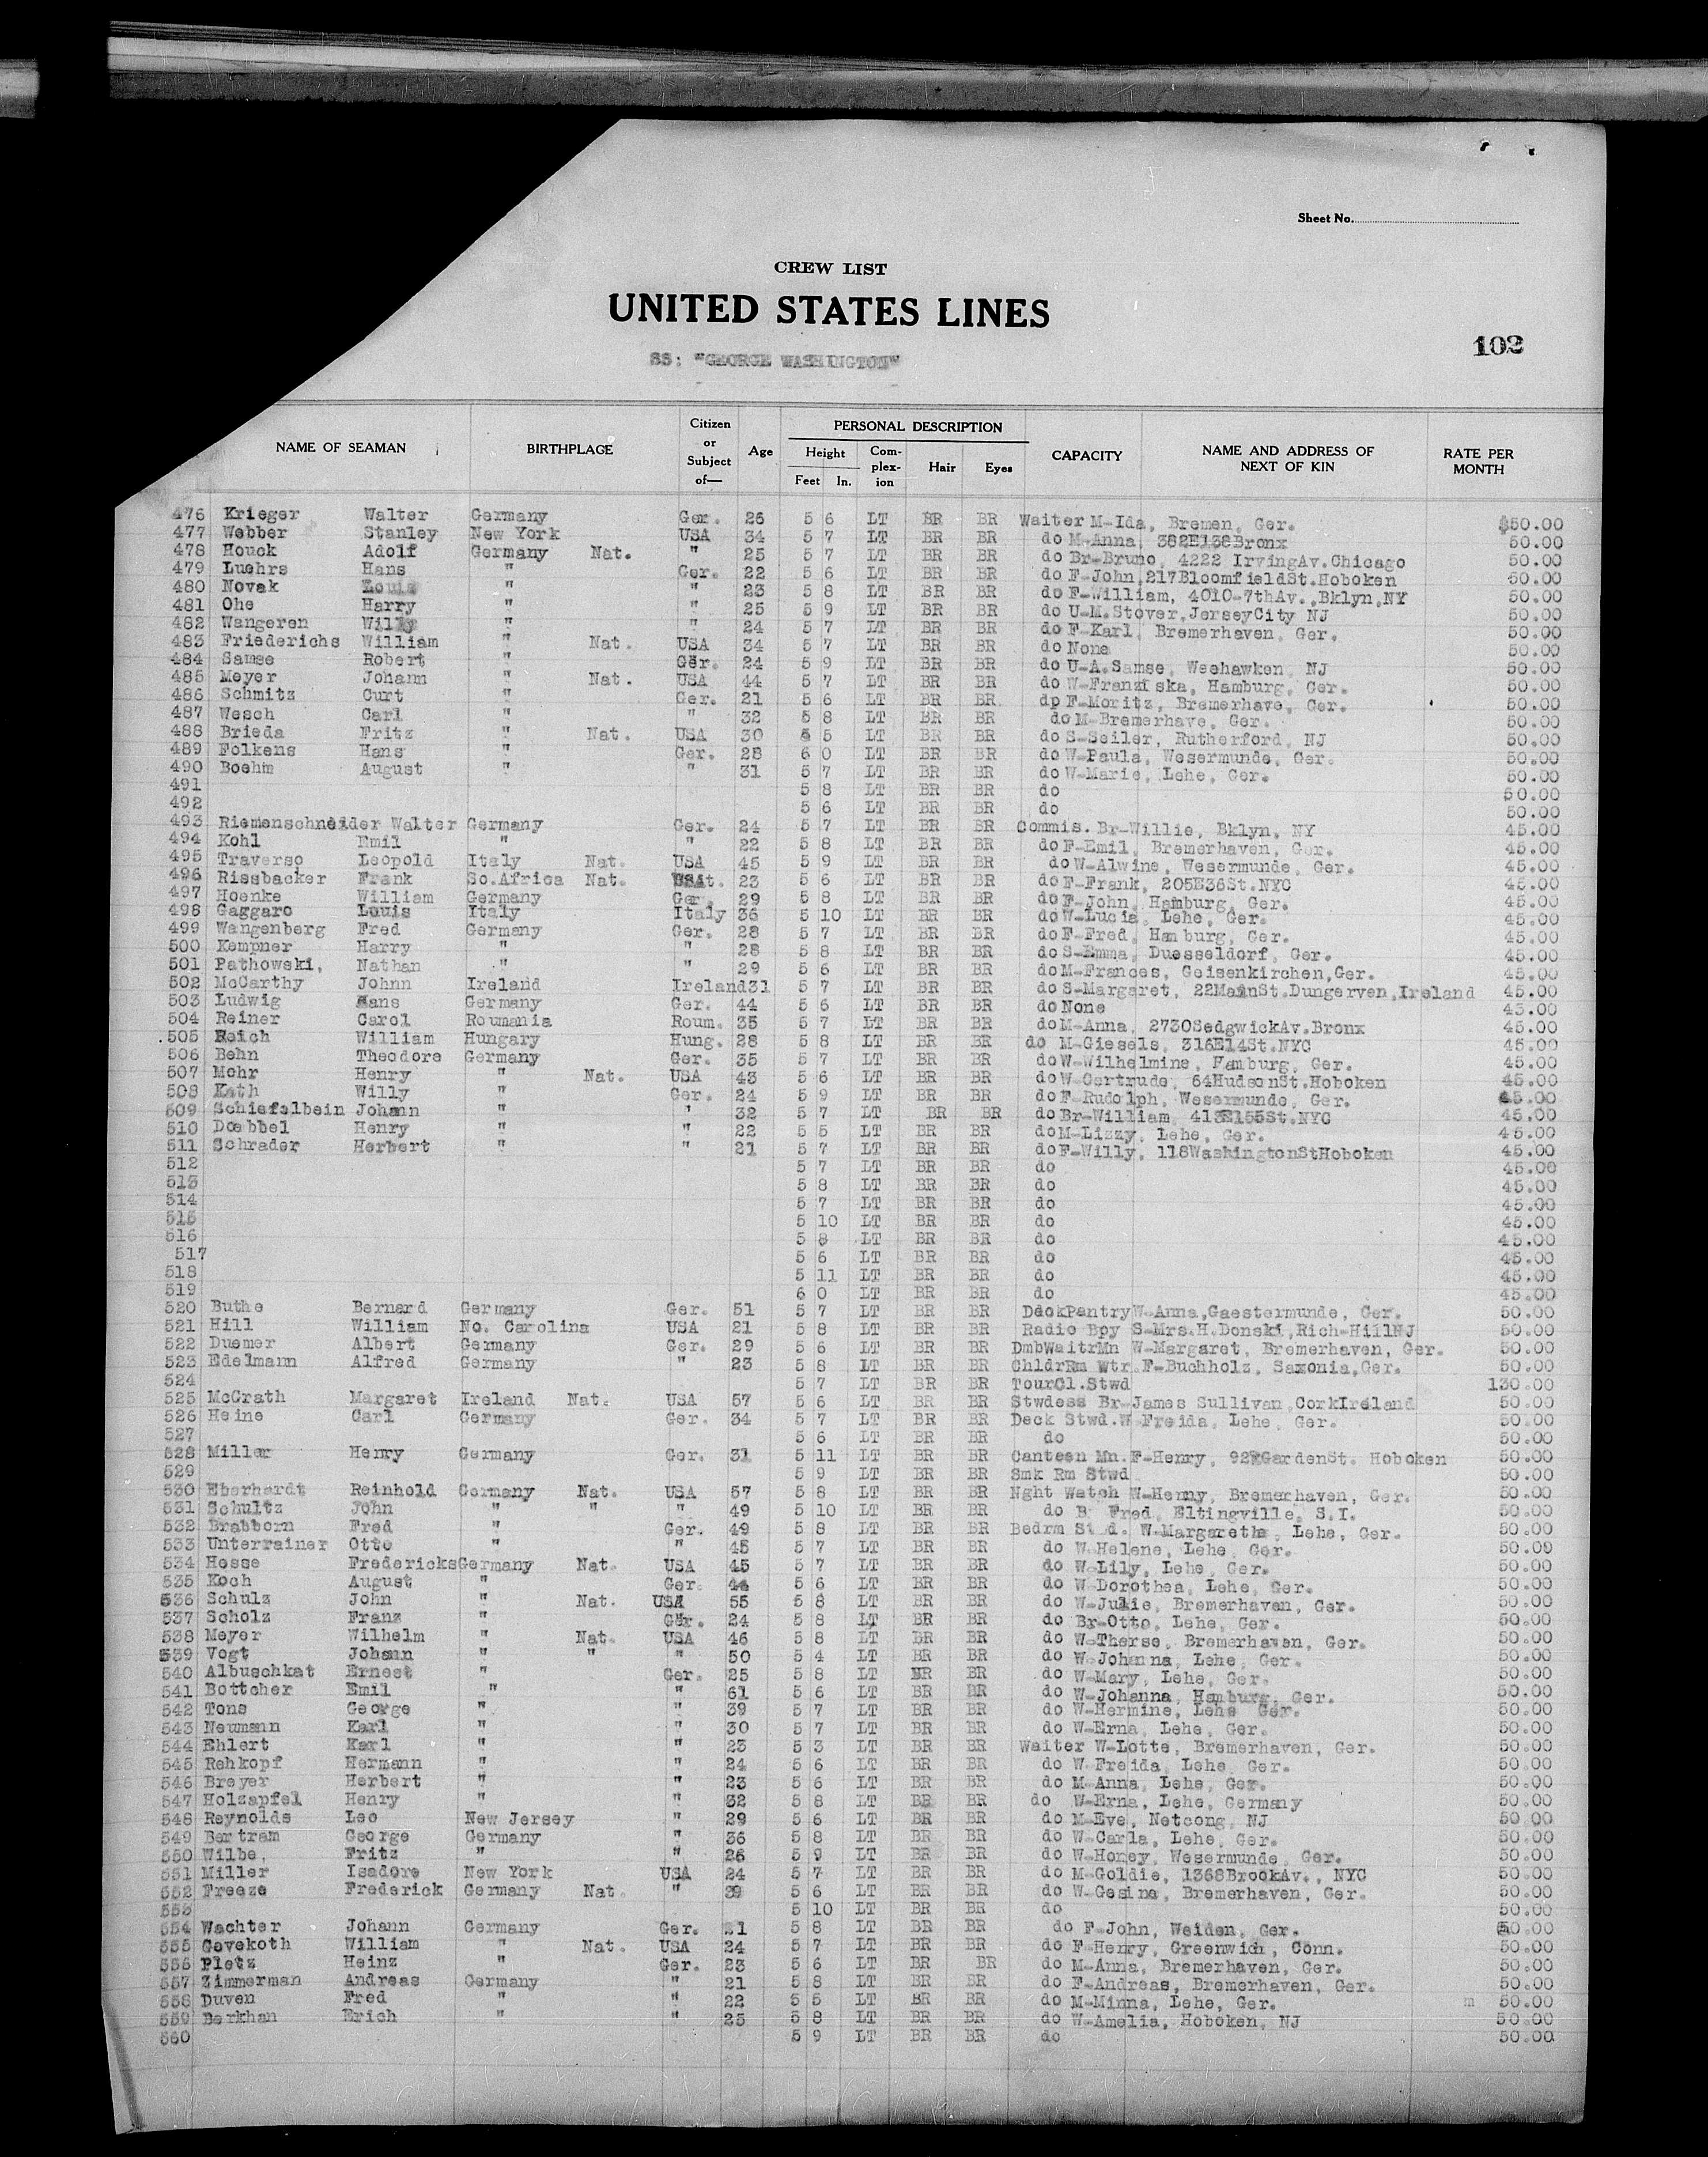 Sheet No.
CREW LIST
UNITED STATES LINES
SS: "GEORGE WASHINGTON"
102
NAME OF SEAMAN BIRTHPLACE Citizen or Subject of— Age PERSONAL DESCRIPTION Height Feet In. Com-plex-ion Hair Eyes CAPACITY NAME AND ADDRESS OF NEXT OF KIN RATE PER MONTH
476 Krieger Walter Germany Ger. 26 5 6 LT BR BR Waiter M-Ida, Bremen, Ger. $50.00
477 Webber Stanley New York USA 34 5 7 LT BR BR do M-Anna, 382E138Bronx 50.00
478 Houck Adolf Germany Nat. " 25 5 7 LT BR BR do Br-Bruno, 4222 IrvingAv.Chicago 50.00
479 Luehrs Hans " Ger. 22 5 6 LT BR BR do F-John,217BloomfieldSt.Hoboken 50.00
480 Novak Louis " " 23 5 8 LT BR BR do F-William, 4010-7thAv.,Bklyn,NY 50.00
481 Ohe Harry " " 25 5 9 LT BR BR do U-M.Stover,JerseyCity NJ 50.00
482 Wangeren Willy " " 24 5 7 LT BR BR do F-Karl, Bremerhaven, Ger. 50.00
483 Friederichs William " Nat. USA 34 5 7 LT BR BR do None 50.00
484 Samse Robert " Ger. 24 5 9 LT BR BR do U-A.Samse, Weehawken, NJ 50.00
485 Meyer Johann " Nat. USA 44 5 7 LT BR BR do W-Franziska, Hamburg, Ger. 50.00
486 Schmitz Curt " Ger. 21 5 6 LT BR BR dp F-Moritz, Bremerhave, Ger. 50.00
487 Wesch Carl " " 32 5 8 LT BR BR do M-Bremerhave, Ger. 50.00
488 Brieda Fritz " Nat. USA 30 5 5 LT BR BR do S-Seiler, Rutherford, NJ 50.00
489 Folkens Hans " Ger. 28 6 0 LT BR BR do W-Paula, Wesermunde, Ger. 50.00
490 Boehm August " " 31 5 7 LT BR BR do W-Marie, Lehe, Ger. 50.00
491 5 8 LT BR BR do 50.00
492 5 6 LT BR BR do 50.00
493 Riemenschneider Walter Germany Ger. 24 5 7 LT BR BR Commis. Br-Willie, Bklyn, NY 45.00
494 Kohl Emil " " 22 5 8 LT BR BR do F-Emil, Bremerhaven, Ger. 45.00
495 Traverso Leopold Italy Nat. USA 45 5 9 LT BR BR do W-Alwine, Wesermunde, Ger. 45.00
496 Rissbacker Frank So.Africa Nat. USA 23 5 6 LT BR BR do F-Frank, 205E36St.NYC 45.00
497 Hoenke William Germany Ger. 29 5 8 LT BR BR do F-John, Hamburg, Ger. 45.00
498 Gaggaro Louis Italy Italy 36 5 10 LT BR BR do W-Lucia, Lehe, Ger. 45.00
499 Wangenberg Fred Germany Ger. 28 5 7 LT BR BR do F-Fred, Hamburg, Ger. 45.00
500 Kempner Harry " " 28 5 8 LT BR BR do S-Emma, Duesseldorf, Ger. 45.00
501 Pathowski, Nathan " " 29 5 6 LT BR BR do M-Frances, Geisenkirchen,Ger. 45.00
502 McCarthy Johnn Ireland Ireland31 5 7 LT BR BR do S-Margaret, 22MainSt.Dungerven,Ireland 45.00
503 Ludwig Hans Germany Ger. 44 5 6 LT BR BR do None 45.00
504 Reiner Carol Roumania Roum. 35 5 7 LT BR BR do M-Anna, 2730SedgwickAv.Bronx 45.00
505 Reich William Hungary Hung. 28 5 8 LT BR BR do M-Giesels, 316E14St.NYC 45.00
506 Behn Theodore Germany Ger. 35 5 7 LT BR BR do W-Wilhelmine, Hamburg, Ger. 45.00
507 Mohr Henry " Nat. USA 43 5 6 LT BR BR do W-Gertrude, 64HudsonSt.Hoboken 45.00
508 Kath Willy " Ger. 24 5 9 LT BR BR do F-Rudolph, Wesermunde, Ger. 45.00
509 Schiefelbein Johann " ' 32 5 7 LT BR BR do Br-William, 413E155St.NYC 45.00
510 Doebbel Henry " " 22 5 5 LT BR BR do M-Lizzy, Lehe, Ger. 45.00
511 Schrader Herbert " " 21 5 7 LT BR BR do F-Willy, 118WashingtonStHoboken 45.00
512 5 7 LT BR BR do 45.00
513 5 8 LT BR BR do 45.00
514 5 7 LT BR BR do 45.00
515 5 10 LT BR BR do 45.00
516 5 8 LT BR BR do 45.00
517 5 6 LT BR BR do 45.00
518 5 11 LT BR BR do 45.00
519 6 0 LT BR BR do 45.00
520 Buthe Bernard Germany Ger. 51 5 7 LT BR BR DeckPantry W-Anna,Gaestermunde, Ger. 50.00
521 Hill William No. Carolina USA 21 5 8 LT BR BR Radio Bpy S-Mrs.H.Donski,Rich-HillNJ 50.00
522 Duemer Albert Germany Ger. 29 5 6 LT BR BR DmbWaitrMn W-Margaret, Bremerhaven, Ger. 50.00
523 Edelmann Alfred Germany " 23 5 8 LT BR BR ChldrRm Wtr. F-Buchholz, Saxonia,Ger. 50.00
524 5 7 LT BR BR TourCl.Stwd 130.00
525 McGrath Margaret Ireland Nat. USA 57 5 6 LT BR BR Stwdess Br-James Sullivan,CorkIreland 50.00
526 Heine Carl Germany Ger. 34 5 7 LT BR BR Deck Stwd. W-Freida, Lehe, Ger. 50.00
527 5 6 LT BR BR do 50.00
528 Miller Henry Germany Ger. 31 5 11 LT BR BR Canteen Mn. F-Henry, GardenSt. Hoboken 50.00
529 5 9 LT BR BR Smk Rm Stwd 50.00
530 Eberhardt Reinhold Germany Nat. USA 57 5 8 LT BR BR Nght Watch W-Henny, Bremerhaven, Ger. 50.00
531 Schultz John " " " 49 5 10 LT BR BR do B Fred, Eltingville, S.I. 50.00
532 Brabborn Fred " Ger. 49 5 8 LT BR BR Bedrm St d. W-Margaretha, Lehe, Ger. 50.00
533 Unterrainer Otto " " 45 5 7 LT BR BR do W-Helene, Lehe, Ger. 50.00
534 Hosse FredericksGermany Nat. USA 45 5 7 LT BR BR do W-Lily, Lehe, Ger. 50.00
535 Koch August " Ger. 44 5 6 LT BR BR do W-Dorothea, Lehe, Ger. 50.00
536 Schulz John " Nat. USA 55 5 8 LT BR BR do W-Julie, Bremerhaven, Ger. 50.00
537 Scholz Franz " Ger. 24 5 8 LT BR BR do Br-Otto, Lehe, Ger. 50.00
538 Meyer Wilhelm " Nat. USA 46 5 8 LT BR BR do W-Therse, Bremerhaven, Ger. 50.00
539 Vogt Johann " " " 50 5 4 LT BR BR do W-Johanna, Lehe, Ger. 50.00
540 Albuschkat Ernest " Ger. 25 5 8 LT BR BR do W-Mary, Lehe, Ger. 50.00
541 Bottcher Emil " " 61 5 6 LT BR BR do W-Johanna, Hamburg, Ger. 50.00
542 Tons George " " 39 5 7 LT BR BR do W-Hermine, Lehe Ger. 50.00
543 Neumann Karl " " 30 5 7 LT BR BR do W-Erna, Lehe, Ger. 50.00
544 Ehlert Karl " " 23 5 3 LT BR BR Waiter W-Lotte, Bremerhaven, Ger. 50.00
545 Rehkopf Hermann " " 24 5 6 LT BR BR do W-Freida, Lehe, Ger. 50.00
546 Breyer Herbert " " 23 5 6 LT BR BR do M-Anna, Lehe, Ger. 50.00
547 Holzapfel Henry " " 32 5 8 LT BR BR do W-Erna, Lehe, Germany 50.00
548 Reynolds Leo New Jersey " 29 5 6 LT BR BR do M-Eve, Netcong, NJ 50.00
549 Bertram George Germany " 36 5 8 LT BR BR do W-Carla, Lehe, Ger. 50.00
550 Wilbe, Fritz " " 26 5 9 LT BR BR do W-Honey, Wesermunde, Ger. 50.00
551 Miller Isadore New York USA 24 5 7 LT BR BR do M-Goldie, 1368BrookAv., NYC 50.00
552 Freeze Frederick Germany Nat. " 39 5 6 LT BR BR do W-Gesina, Bremerhaven, Ger. 50.00
553 5 10 LT BR BR do 50.00
554 Wachter Johann Germany Ger. 21 5 8 LT BR BR do F-John, Weiden, Ger. 50.00
555 Gevekoth William " Nat. USA 24 5 7 LT BR BR do F-Henry, Greenwich, Conn. 50.00
556 Pletz Heinz " Ger. 23 5 6 LT BR BR do M-Anna, Bremerhaven, Ger. 50.00
557 Zimmerman Andreas Germany " 21 5 8 LT BR BR do F-Andreas, Bremerhaven, Ger. 50.00
558 Duven Fred " " 22 5 5 LT BR BR do M-Minna, Lehe, Ger. m 50.00
559 Berkhan Erich " " 25 5 8 LT BR BR do W-Amelia, Hoboken, NJ 50.00
560 5 9 LT BR BR do 50.00